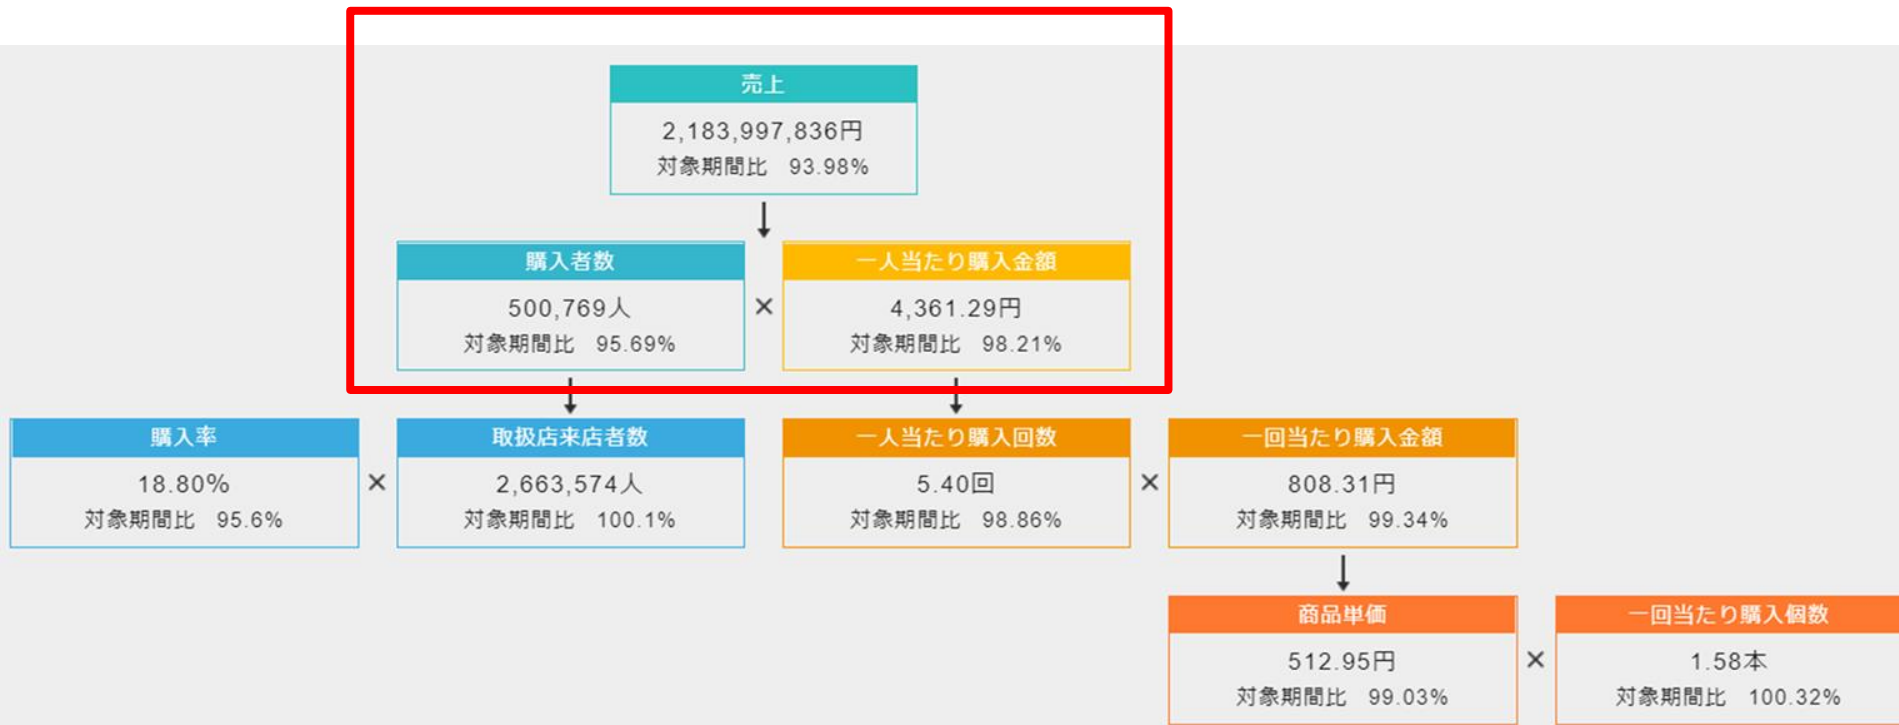 売上
2,183,997,836円
対象期間比 93.98%
購入者数
500,769人
対象期間比 95.69%
×
一人当たり購入金額
4,361.29円
対象期間比 98.21%
購入率
18.80%
対象期間比 95.6%
×
取扱店来店者数
2,663,574人
対象期間比 100.1%
一人当たり購入回数
5.40回
対象期間比 98.86%
×
一回当たり購入金額
808.31円
対象期間比 99.34%
商品単価
512.95円
対象期間比 99.03%
×
一回当たり購入個数
1.58本
対象期間比 100.32%